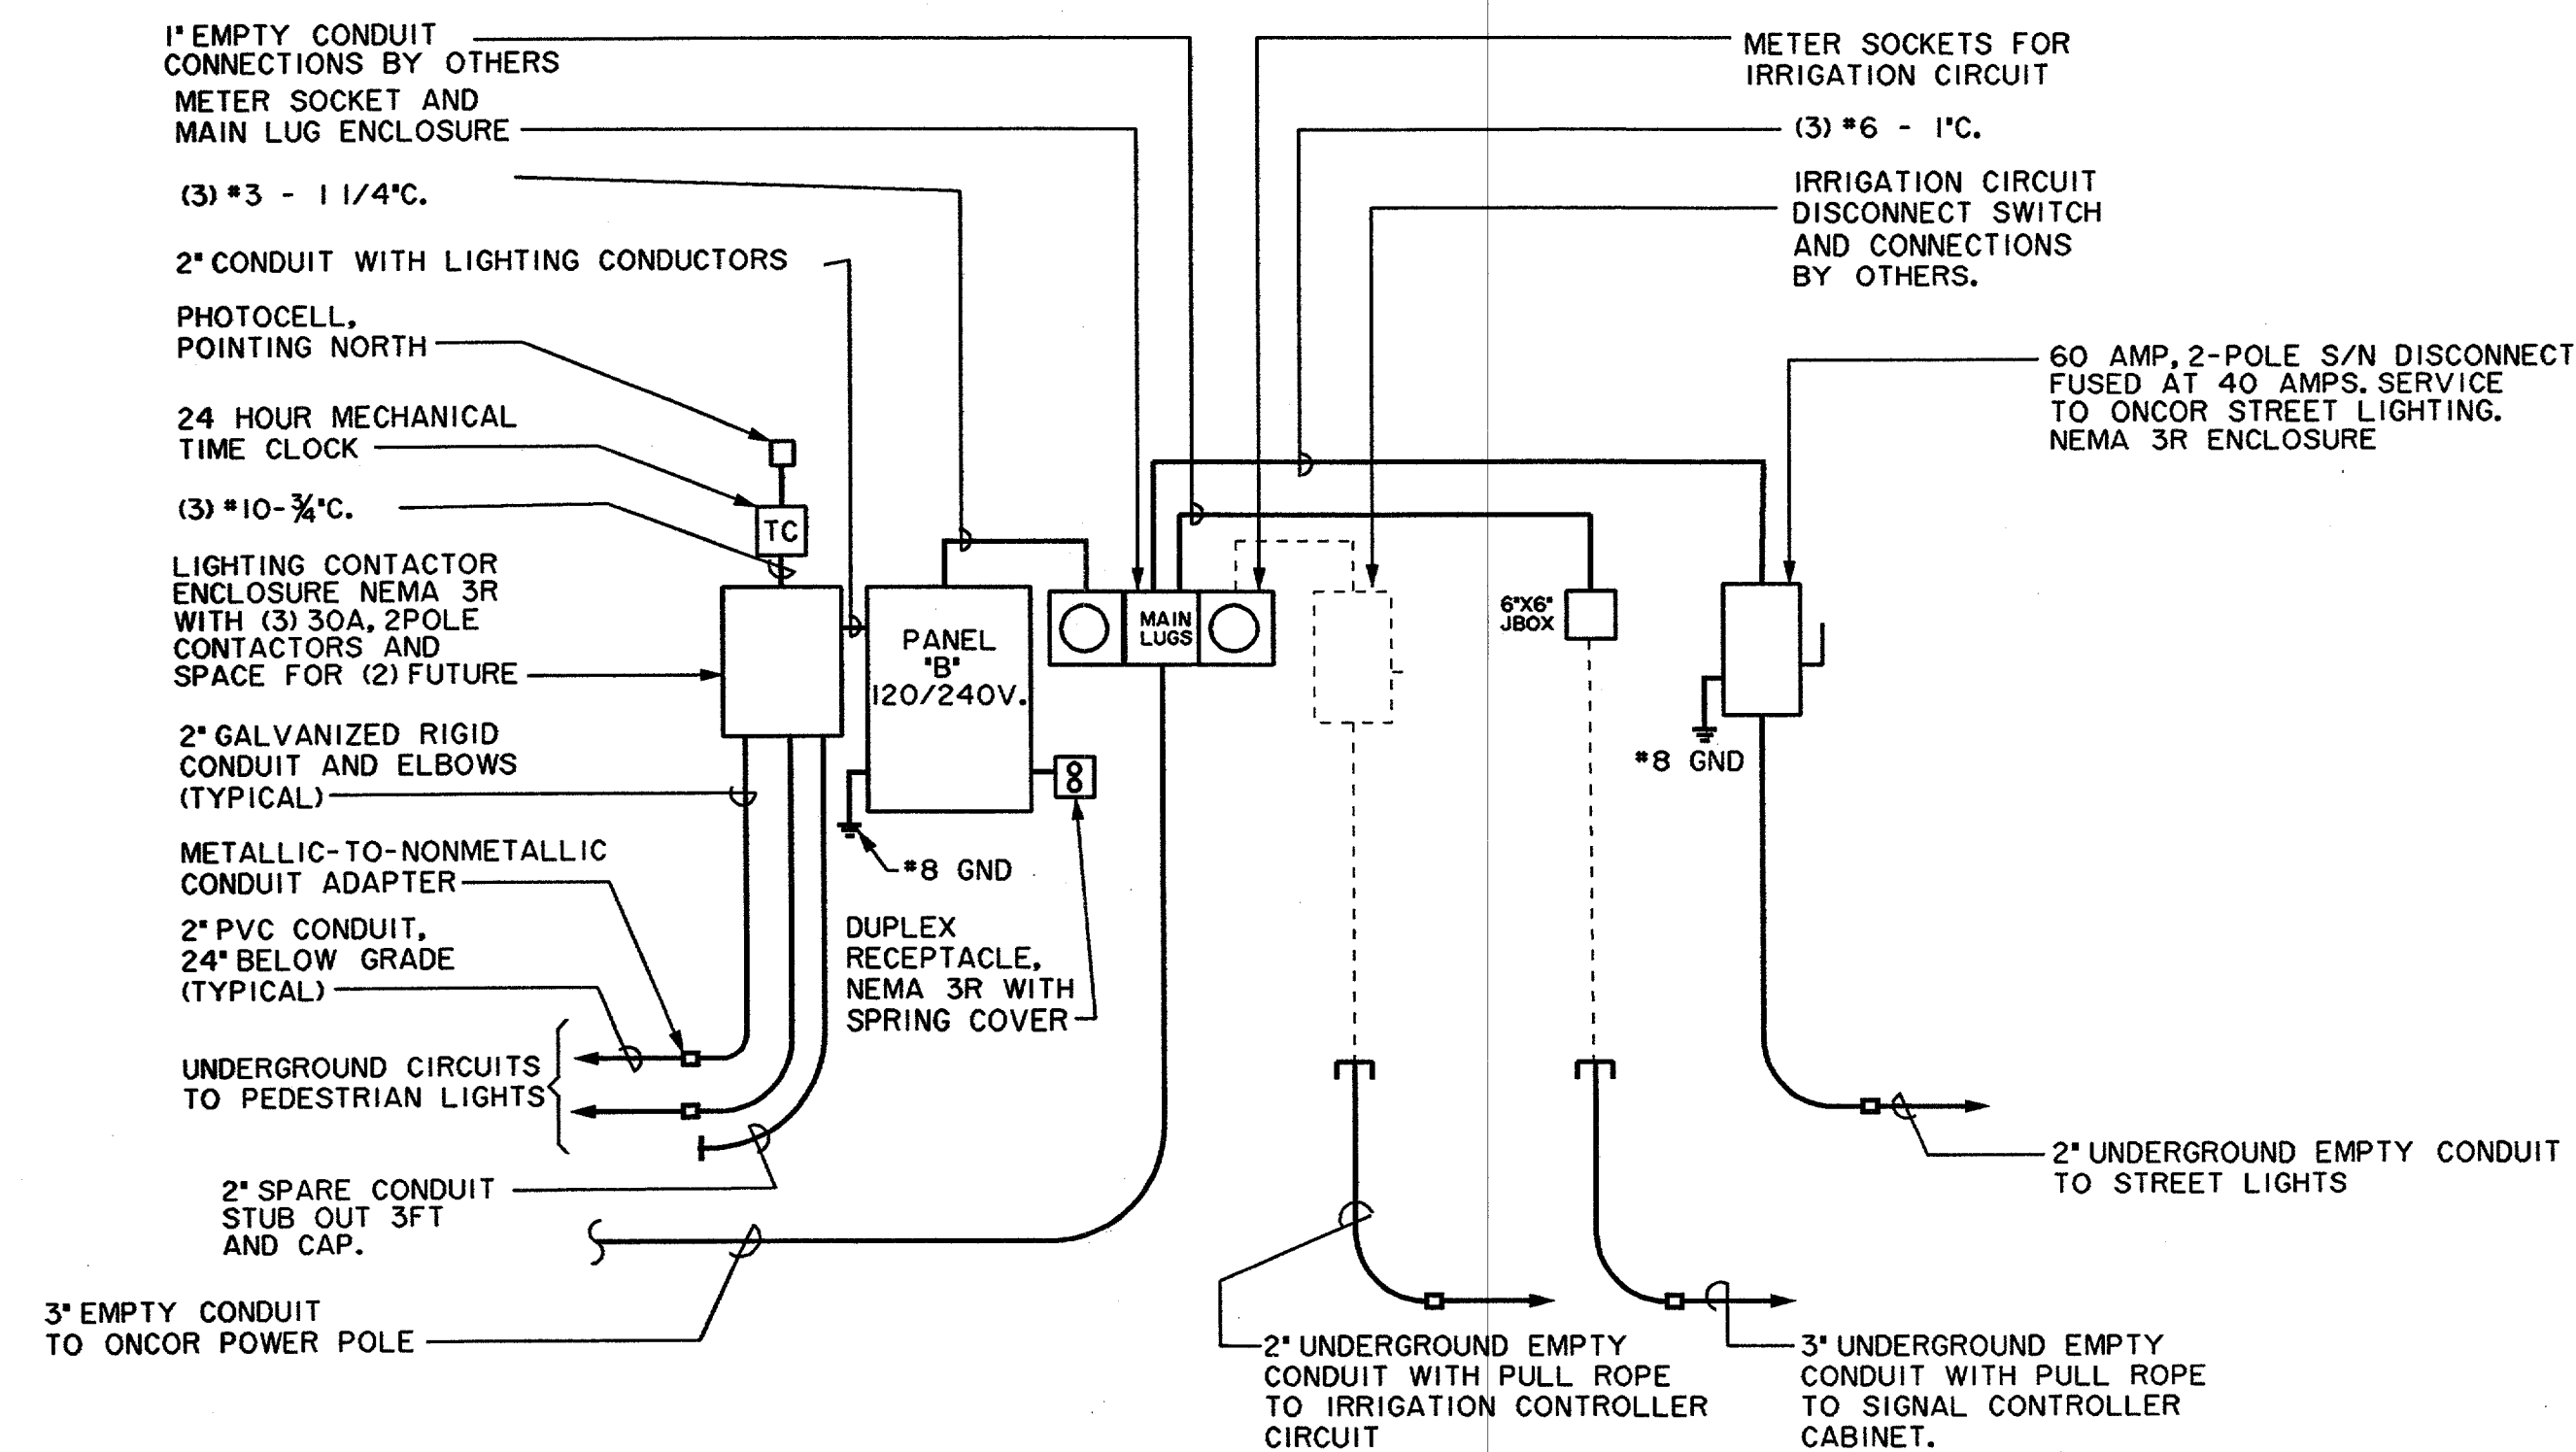 1" EMPTY CONDUIT
CONNECTIONS BY OTHERS
METER SOCKET AND
MAIN LUG ENCLOSURE
(3) #3 - 1 1/4"C.
2" CONDUIT WITH LIGHTING CONDUCTORS
PHOTOCELL,
POINTING NORTH
24 HOUR MECHANICAL
TIME CLOCK
(3) #10-3/4"C.
LIGHTING CONTACTOR
ENCLOSURE NEMA 3R
WITH (3) 30A, 2POLE
CONTACTORS AND
SPACE FOR (2) FUTURE
2" GALVANIZED RIGID
CONDUIT AND ELBOWS
(TYPICAL)
METALLIC-TO-NONMETALLIC
CONDUIT ADAPTER
2" PVC CONDUIT,
24" BELOW GRADE
(TYPICAL)
UNDERGROUND CIRCUITS
TO PEDESTRIAN LIGHTS
2" SPARE CONDUIT
STUB OUT 3FT
AND CAP.
3" EMPTY CONDUIT
TO ONCOR POWER POLE
TC
PANEL
"B"
120/240V.
#8 GND
DUPLEX
RECEPTACLE,
NEMA 3R WITH
SPRING COVER
MAIN
LUGS
6"X6"
JBOX
#8 GND
METER SOCKETS FOR
IRRIGATION CIRCUIT
(3) #6 - 1"C.
IRRIGATION CIRCUIT
DISCONNECT SWITCH
AND CONNECTIONS
BY OTHERS.
60 AMP, 2-POLE S/N DISCONNECT
FUSED AT 40 AMPS. SERVICE
TO ONCOR STREET LIGHTING.
NEMA 3R ENCLOSURE
2" UNDERGROUND EMPTY CONDUIT
TO STREET LIGHTS
2" UNDERGROUND EMPTY
CONDUIT WITH PULL ROPE
TO IRRIGATION CONTROLLER
CIRCUIT
3" UNDERGROUND EMPTY
CONDUIT WITH PULL ROPE
TO SIGNAL CONTROLLER
CABINET.